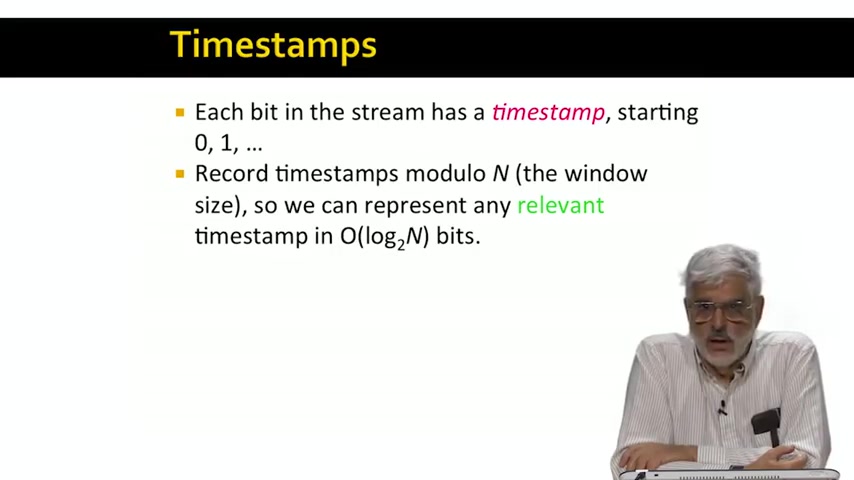 Timestamps
Each bit in the stream has a timestamp, starting
0, 1, …
Record timestamps modulo N (the window
size), so we can represent any relevant
timestamp in O(log₂N) bits.